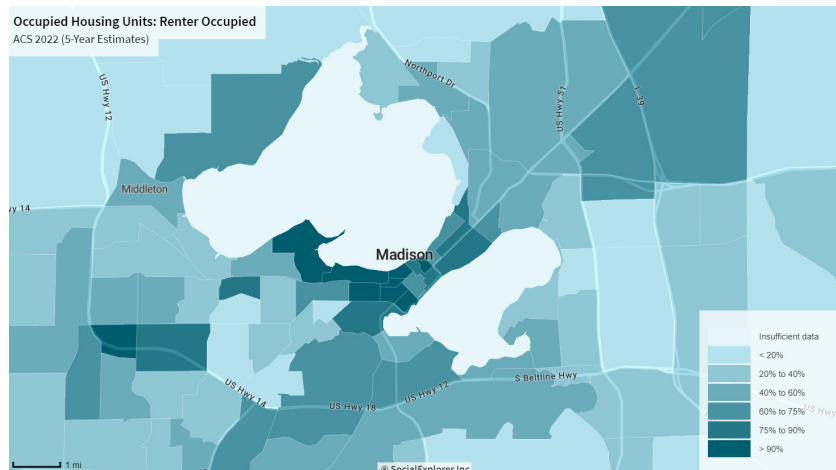 Occupied Housing Units: Renter Occupied
ACS 2022 (5-Year Estimates)
US Hwy 12
Northport Dr
US Hwy 51
I-39
Middleton
vy 14
Madison
US Hwy 14
US Hwy 18
US Hwy 12
S Beltline Hwy
Insufficient data
< 20%
20% to 40%
40% to 60%
60% to 75%
75% to 90%
> 90%
US Hwy
1 mi
© SocialExplorer Inc